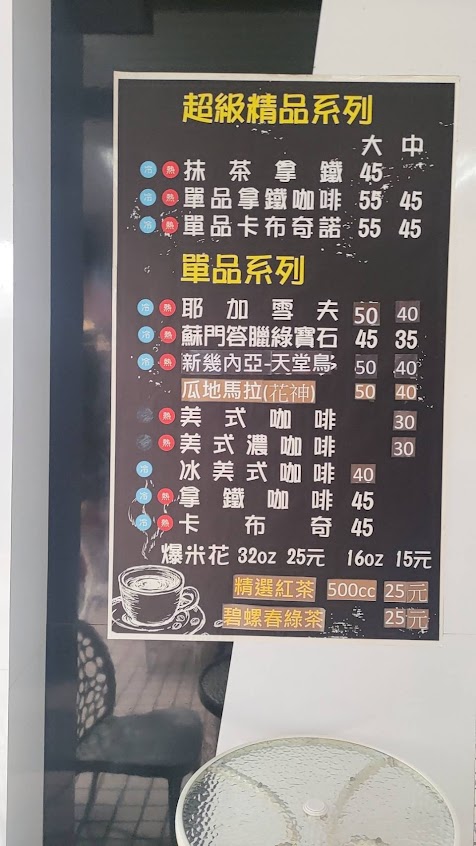 超級精品系列
大 中
冷 熱 抹茶拿鐵 45
冷 熱 單品拿鐵咖啡 55 45
冷 熱 單品卡布奇諾 55 45
單品系列
冷 熱 耶加雪夫 50 40
冷 熱 蘇門答臘綠寶石 45 35
冷 熱 新幾內亞-天堂鳥 50 40
瓜地馬拉(花神) 50 40
熱 美式咖啡 30
熱 美式濃咖啡 30
冷 冰美式咖啡 40
冷 熱 拿鐵咖啡 45
冷 熱 卡布奇 45
爆米花 32oz 25元 16oz 15元
精選紅茶 500cc 25元
碧螺春綠茶 25元